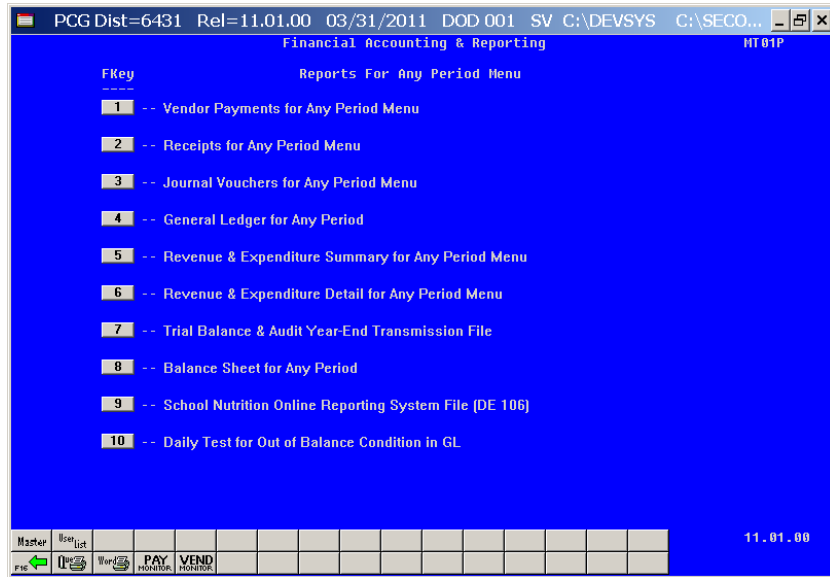 PCG Dist=6431 Rel=11.01.00 03/31/2011 DOD 001 SV C:\DEVSYS C:\SECO...
Financial Accounting & Reporting MT01P
FKey Reports For Any Period Menu
----
1 -- Vendor Payments for Any Period Menu
2 -- Receipts for Any Period Menu
3 -- Journal Vouchers for Any Period Menu
4 -- General Ledger for Any Period
5 -- Revenue & Expenditure Summary for Any Period Menu
6 -- Revenue & Expenditure Detail for Any Period Menu
7 -- Trial Balance & Audit Year-End Transmission File
8 -- Balance Sheet for Any Period
9 -- School Nutrition Online Reporting System File (DE 106)
10 -- Daily Test for Out of Balance Condition in GL
Master User list 11.01.00
F16 Que Word PAY MONITOR VEND MONITOR